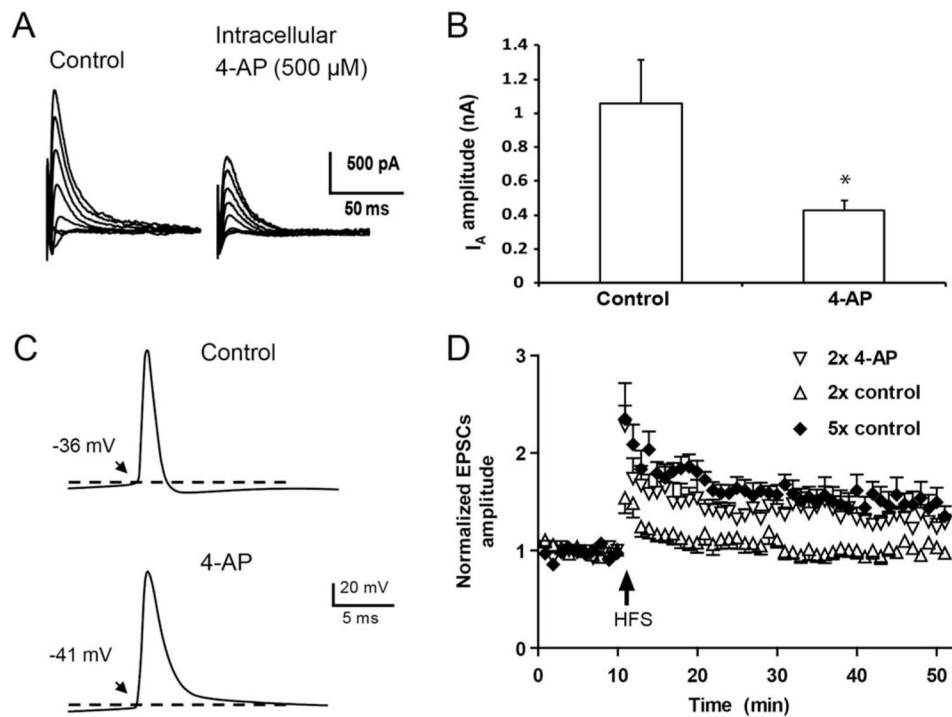 A
Control
Intracellular
4-AP (500 µM)
500 pA
50 ms
B
1.4
1.2
1
0.8
0.6
0.4
0.2
0
I_A amplitude (nA)
*
Control
4-AP
C
Control
-36 mV
4-AP
-41 mV
20 mV
5 ms
D
3
2
1
0
Normalized EPSCs
amplitude
2x 4-AP
2x control
5x control
HFS
0
10
20
30
40
50
Time (min)